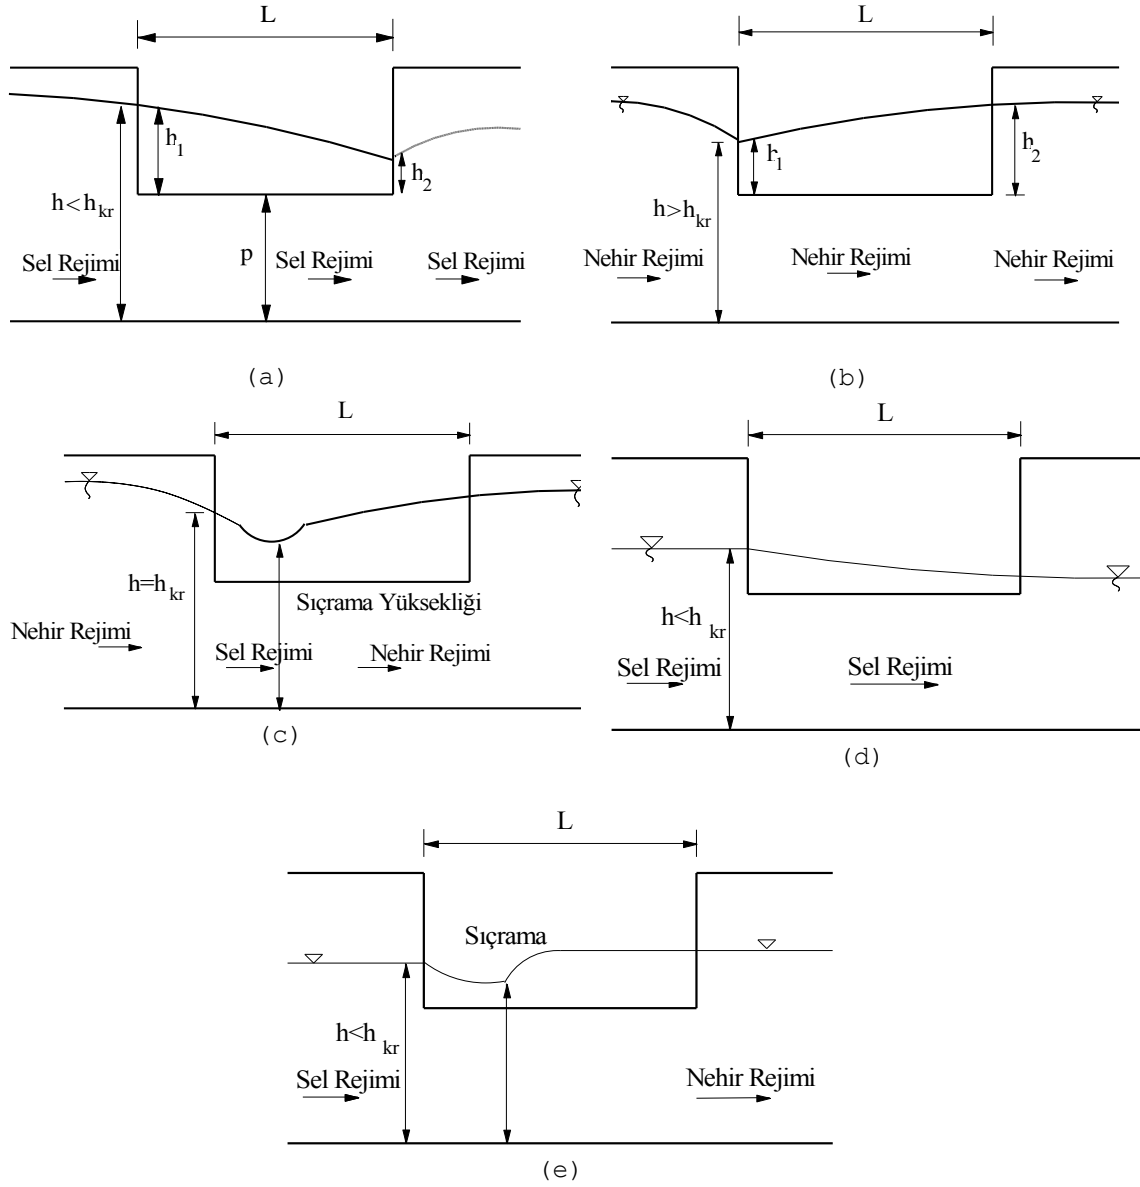 L
h1
h2
h<hkr
p
Sel Rejimi
Sel Rejimi
Sel Rejimi
(a)
L
h1
h2
h>hkr
Nehir Rejimi
Nehir Rejimi
Nehir Rejimi
(b)
L
h=hkr
Sıçrama Yüksekliği
Nehir Rejimi
Sel Rejimi
Nehir Rejimi
(c)
L
h<h kr
Sel Rejimi
Sel Rejimi
(d)
L
Sıçrama
h<h kr
Sel Rejimi
Nehir Rejimi
(e)